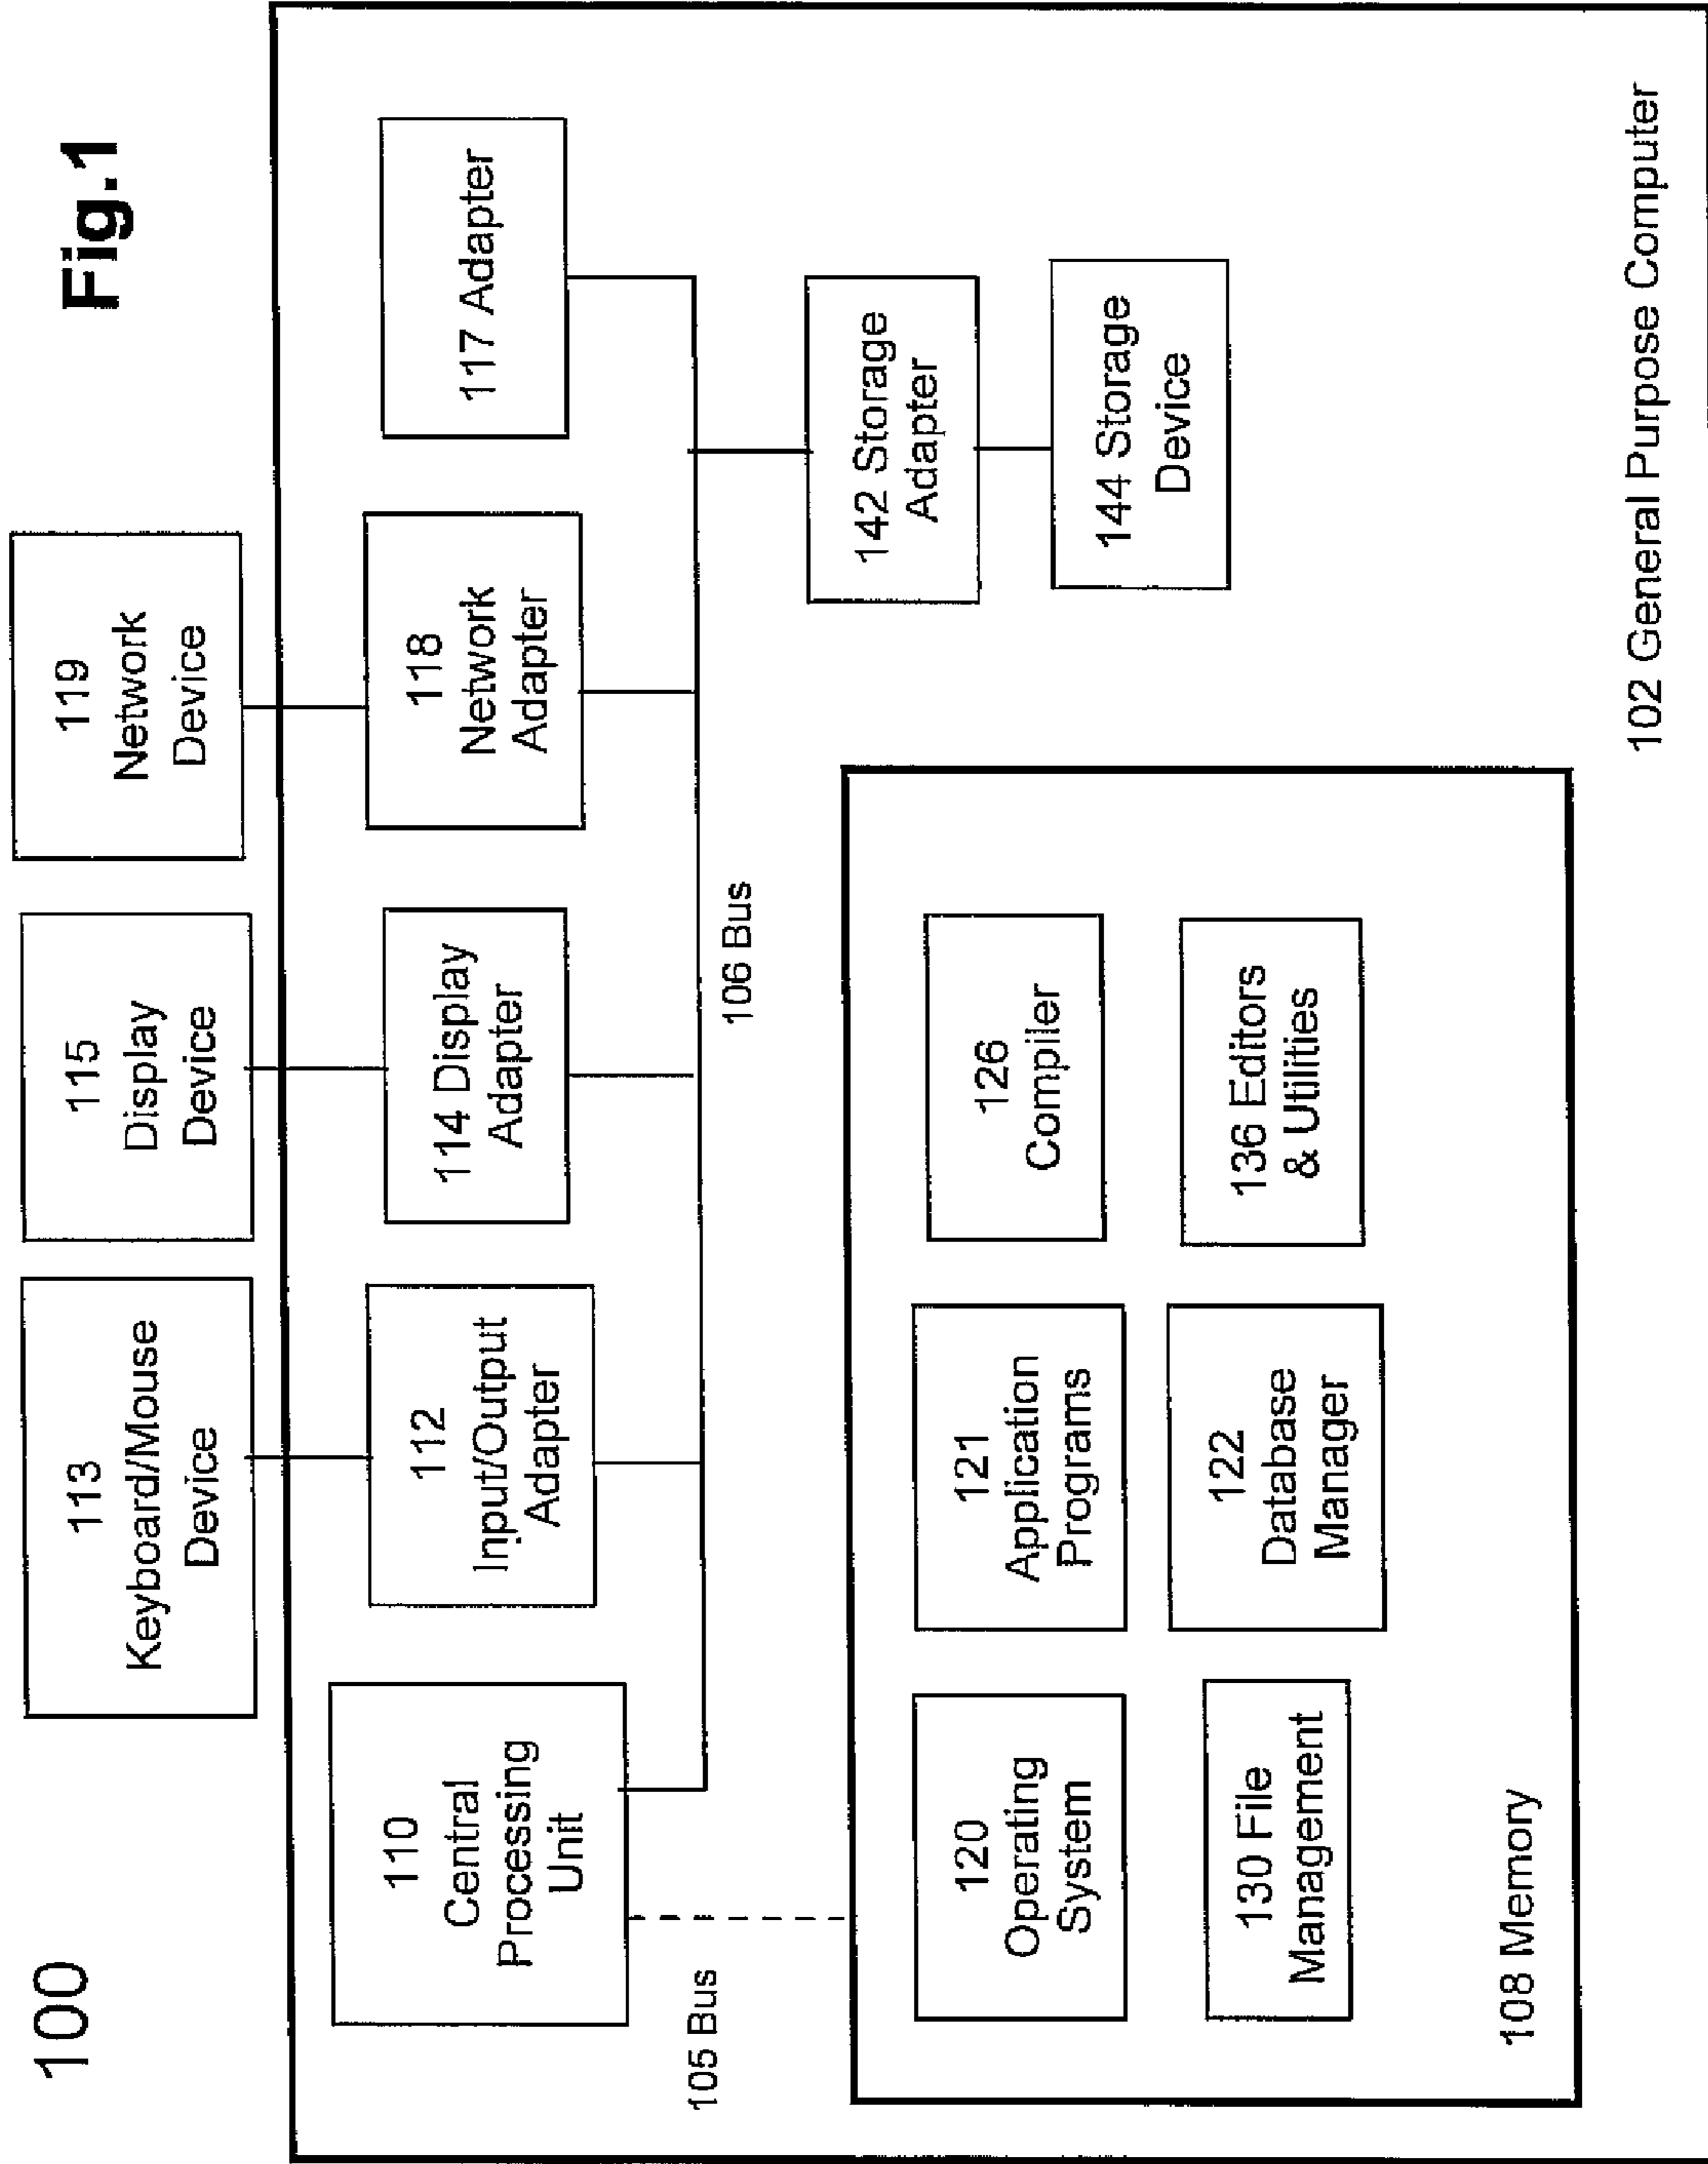 100
Fig.1
113
Keyboard/Mouse
Device
115
Display
Device
119
Network
Device
110
Central
Processing
Unit
112
Input/Output
Adapter
114 Display
Adapter
118
Network
Adapter
117 Adapter
105 Bus
106 Bus
142 Storage
Adapter
144 Storage
Device
120
Operating
System
121
Application
Programs
126
Compiler
130 File
Management
122
Database
Manager
136 Editors
& Utilities
108 Memory
102 General Purpose Computer